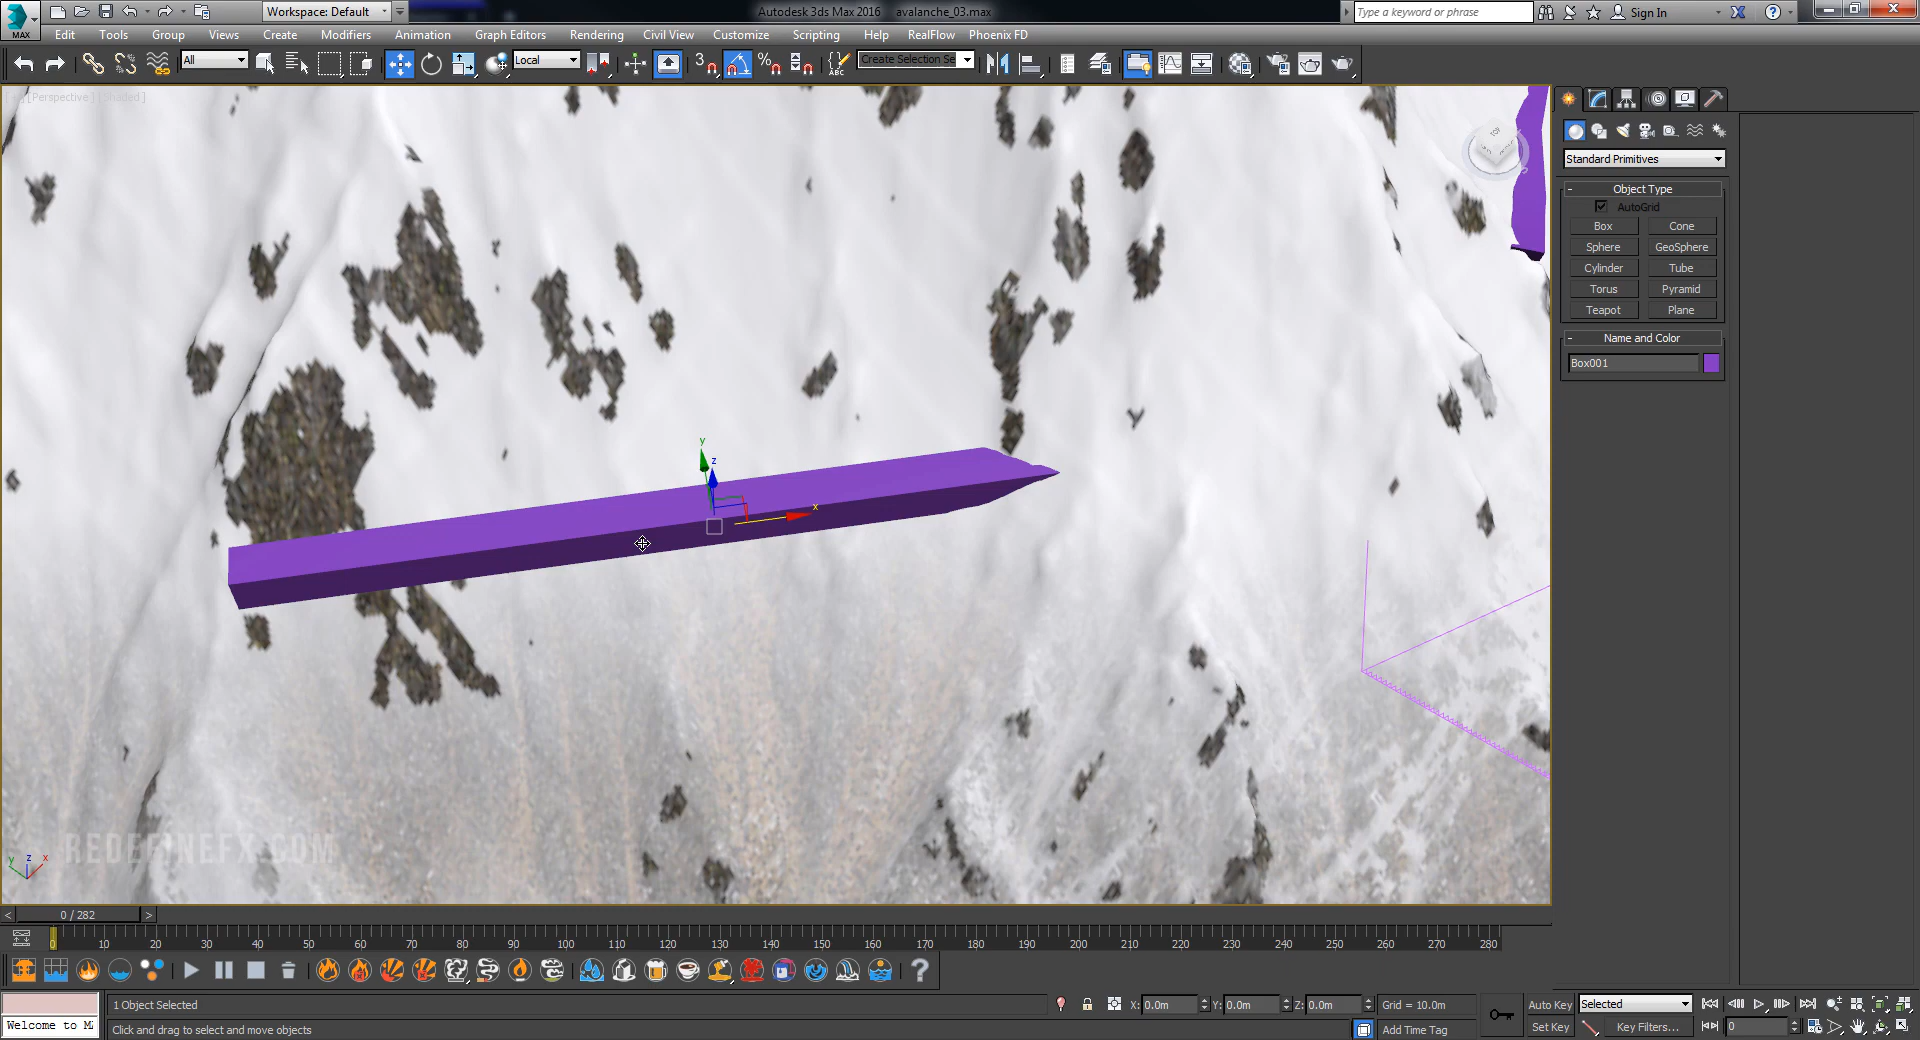 Workspace: Default
Autodesk 3ds Max 2016 avalanche_03.max
Type a keyword or phrase
Sign In
MAX
Edit Tools Group Views Create Modifiers Animation Graph Editors Rendering Civil View Customize Scripting Help RealFlow Phoenix FD
All
Local
3
ABC
Create Selection Se
[Perspective]
TOP
Standard Primitives
- Object Type
AutoGrid
Box Cone
Sphere GeoSphere
Cylinder Tube
Torus Pyramid
Teapot Plane
- Name and Color
Box001
y
z
x
REDEFINEFX.COM
y z x
< 0 / 282 >
0 10 20 30 40 50 60 70 80 90 100 110 120 130 140 150 160 170 180 190 200 210 220 230 240 250 260 270 280
?
1 Object Selected
X: 0.0m Y: 0.0m Z: 0.0m Grid = 10.0m
Auto Key Selected
Welcome to M
Click and drag to select and move objects
Add Time Tag
Set Key Key Filters... 0